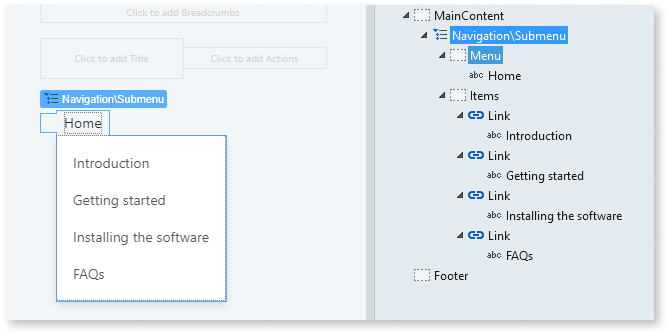 Click to add Breadcrumbs
Click to add Title
Click to add Actions
Navigation\Submenu
Home
Introduction
Getting started
Installing the software
FAQs
MainContent
Navigation\Submenu
Menu
abc Home
Items
Link
abc Introduction
Link
abc Getting started
Link
abc Installing the software
Link
abc FAQs
Footer